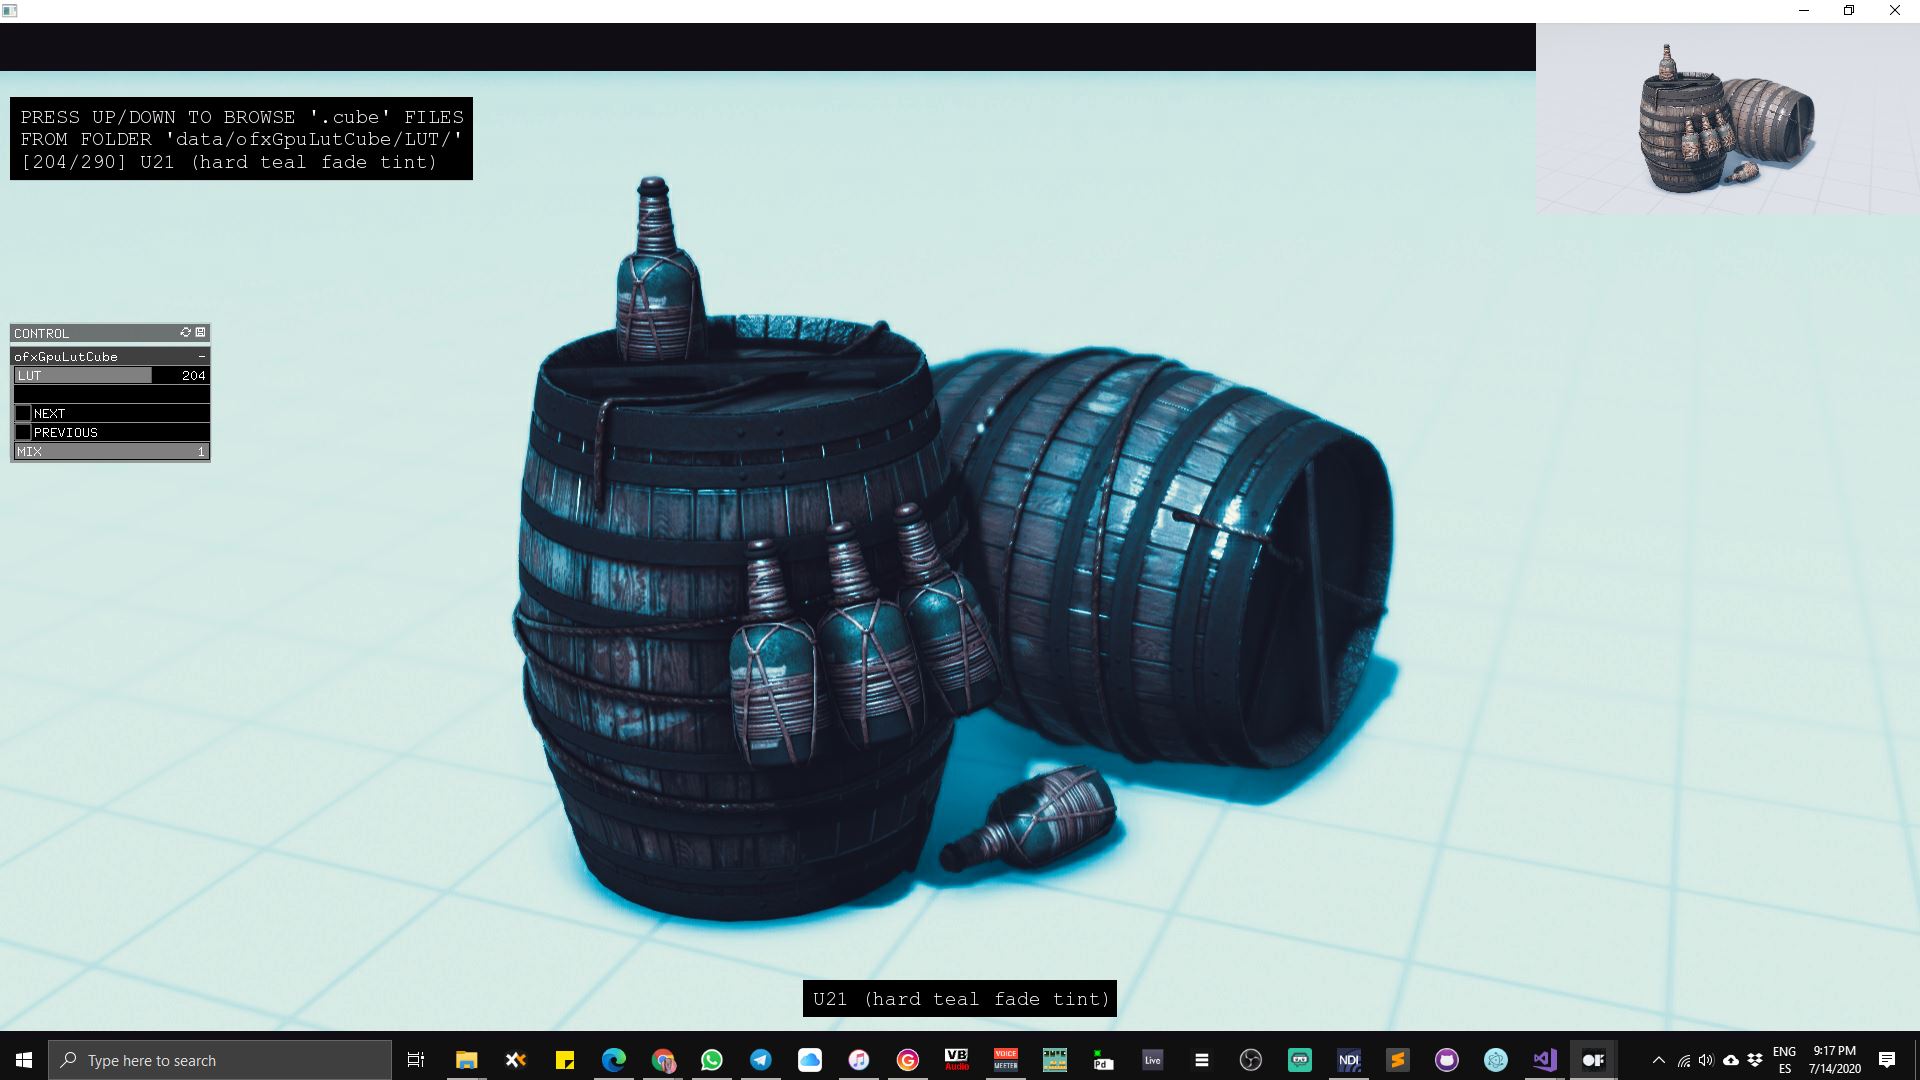 PRESS UP/DOWN TO BROWSE '.cube' FILES
FROM FOLDER 'data/ofxGpuLutCube/LUT/'
[204/290] U21 (hard teal fade tint)
CONTROL
ofxGpuLutCube -
LUT 204
NEXT
PREVIOUS
MIX 1
U21 (hard teal fade tint)
Type here to search
VB
Audio
VOICE
MEETER
Pd
Live
NDI
OF
ENG
ES
9:17 PM
7/14/2020